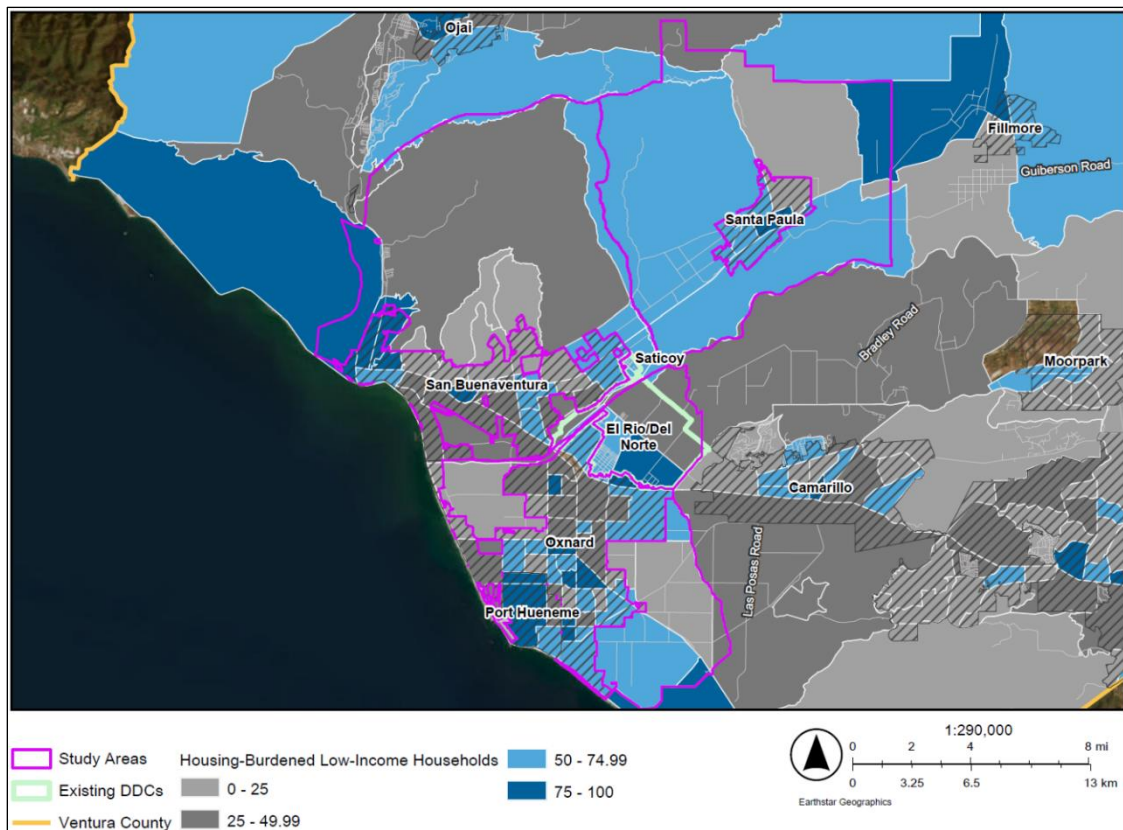 Ojai
Fillmore
Guiberson Road
Santa Paula
Bradley Road
Saticoy
Moorpark
San Buenaventura
El Rio/Del
Norte
Camarillo
Oxnard
Las Posas Road
Port Hueneme
Study Areas
Existing DDCs
Ventura County
Housing-Burdened Low-Income Households
0 - 25
25 - 49.99
50 - 74.99
75 - 100
1:290,000
0 2 4 8 mi
0 3.25 6.5 13 km
Earthstar Geographics